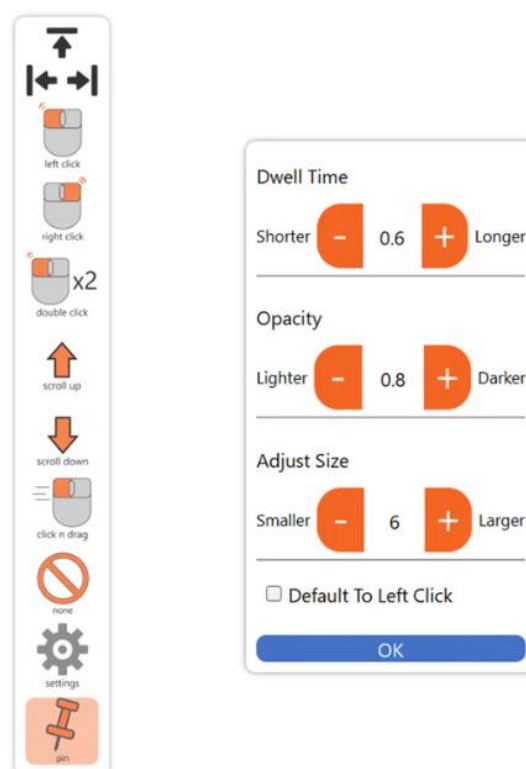 left click
right click
x2
double click
scroll up
scroll down
click n drag
none
settings
pin
Dwell Time
Shorter - 0.6 + Longer
Opacity
Lighter - 0.8 + Darker
Adjust Size
Smaller - 6 + Larger
Default To Left Click
OK